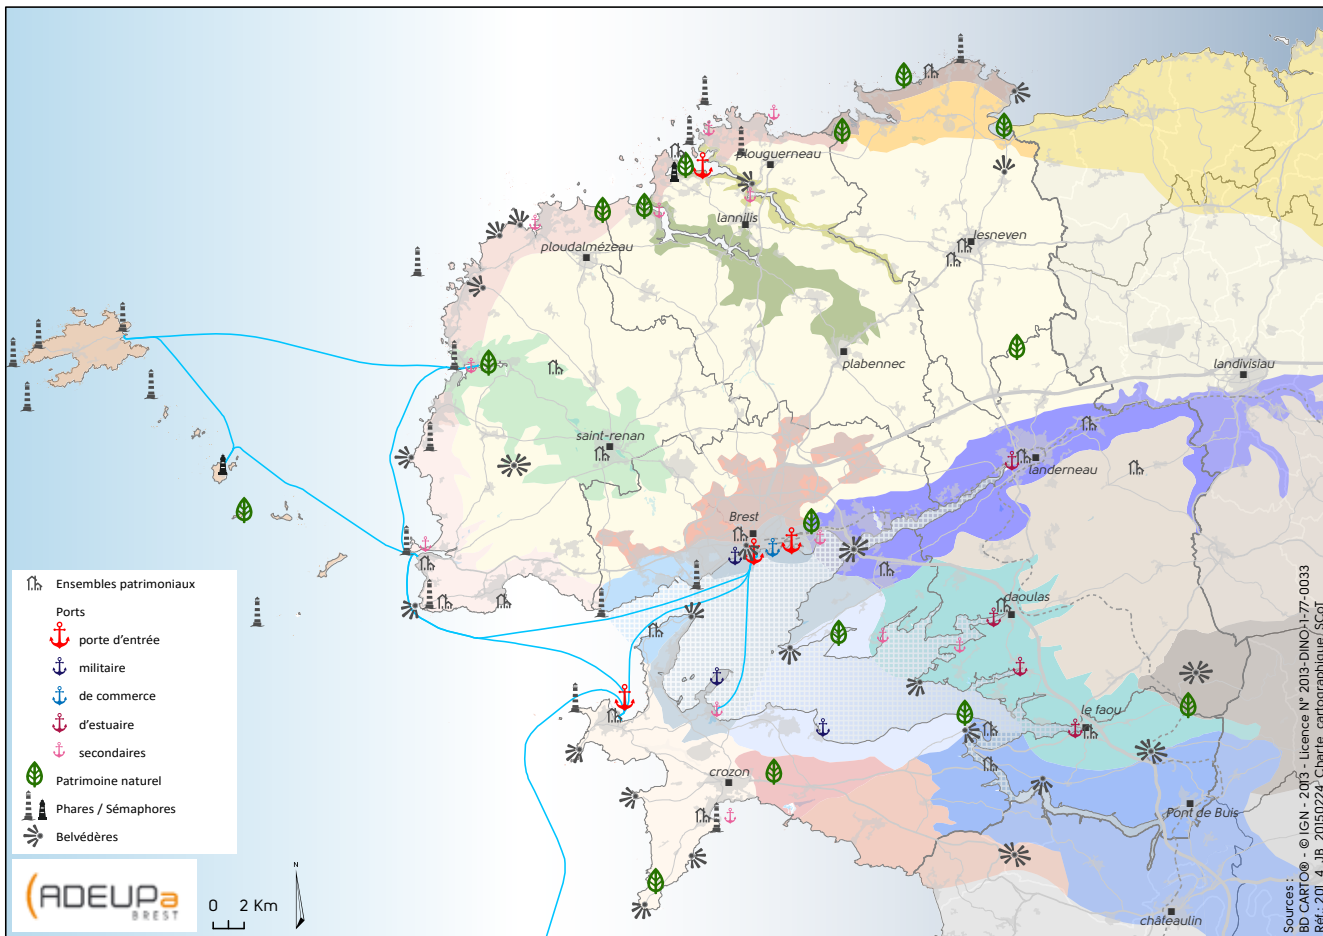 plouguerneau
lannilis
ploudalmézeau
lesneven
plabennec
landivisiau
saint-renan
landerneau
Brest
daoulas
le faou
crozon
Pont de Buis
châteaulin
Ensembles patrimoniaux
Ports
porte d'entrée
militaire
de commerce
d'estuaire
secondaires
Patrimoine naturel
Phares / Sémaphores
Belvédères
ADEUPa
BREST
0 2 Km
N
Sources :
BD CARTO® - © IGN - 2013 - Licence N° 2013-DINO-1-77-0033